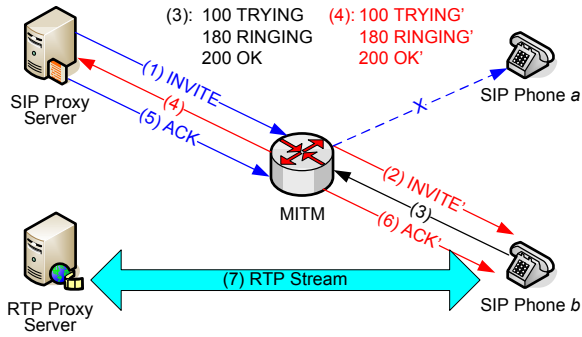 (3): 100 TRYING
180 RINGING
200 OK
(4): 100 TRYING’
180 RINGING’
200 OK’
(1) INVITE
(4)
(5) ACK
X
SIP Proxy
Server
SIP Phone a
MITM
(2) INVITE’
(3)
(6) ACK’
(7) RTP Stream
RTP Proxy
Server
SIP Phone b